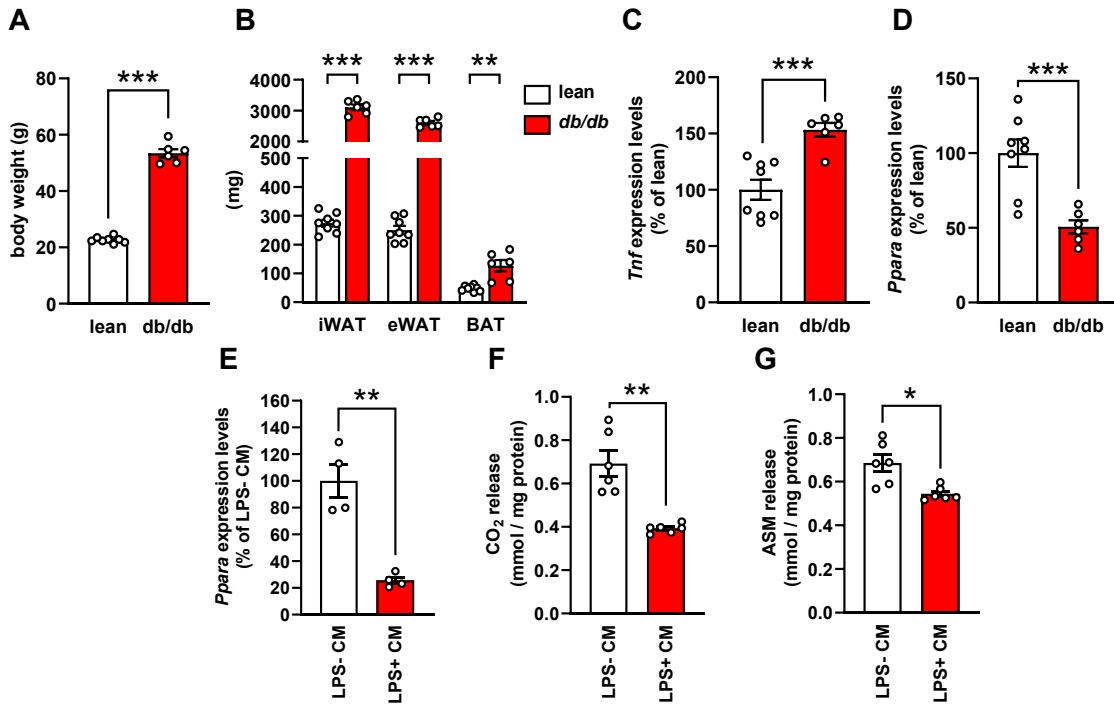 A
body weight (g)
80
60
40
20
0
***
lean
db/db
B
(mg)
4000
3000
2000
500
400
300
200
100
0
***
***
**
iWAT
eWAT
BAT
lean
db/db
C
Tnf expression levels
(% of lean)
200
150
100
50
0
***
lean
db/db
D
Ppara expression levels
(% of lean)
150
100
50
0
***
lean
db/db
E
Ppara expression levels
(% of LPS- CM)
160
140
120
100
80
60
40
20
0
**
LPS- CM
LPS+ CM
F
CO₂ release
(mmol / mg protein)
1.0
0.8
0.6
0.4
0.2
0.0
**
LPS- CM
LPS+ CM
G
ASM release
(mmol / mg protein)
1.0
0.8
0.6
0.4
0.2
0.0
*
LPS- CM
LPS+ CM